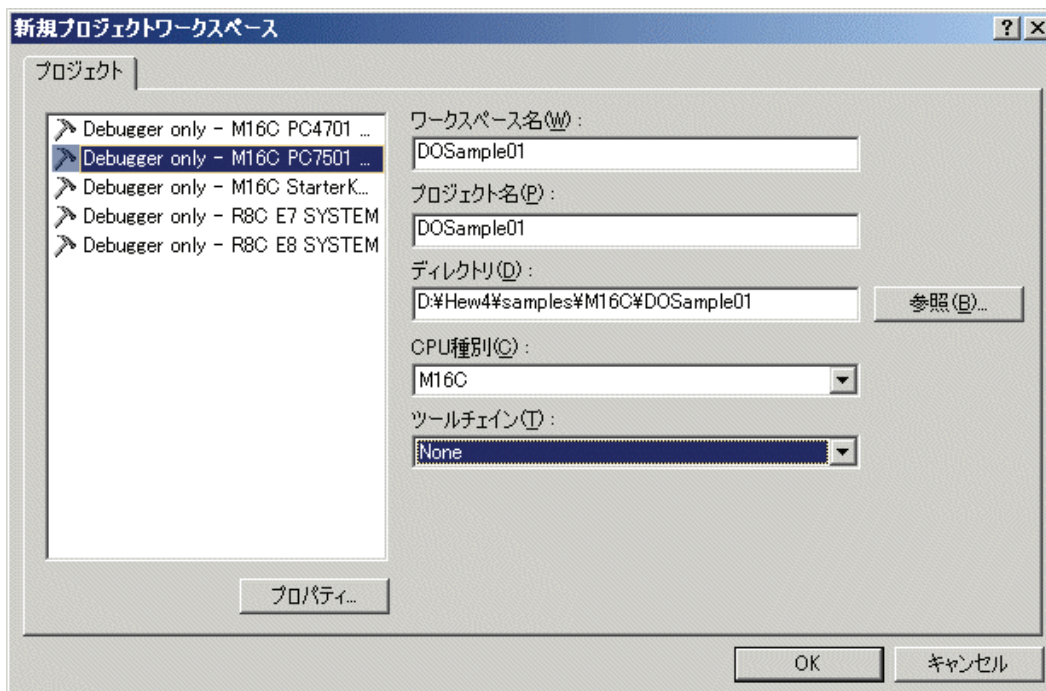 新規プロジェクトワークスペース
プロジェクト
Debugger only - M16C PC4701 ...
Debugger only - M16C PC7501 ...
Debugger only - M16C StarterK...
Debugger only - R8C E7 SYSTEM
Debugger only - R8C E8 SYSTEM
プロパティ...
ワークスペース名(W) :
DOSample01
プロジェクト名(P) :
DOSample01
ディレクトリ(D) :
D:¥Hew4¥samples¥M16C¥DOSample01
参照(B)...
CPU種別(C) :
M16C
ツールチェイン(T) :
None
OK
キャンセル